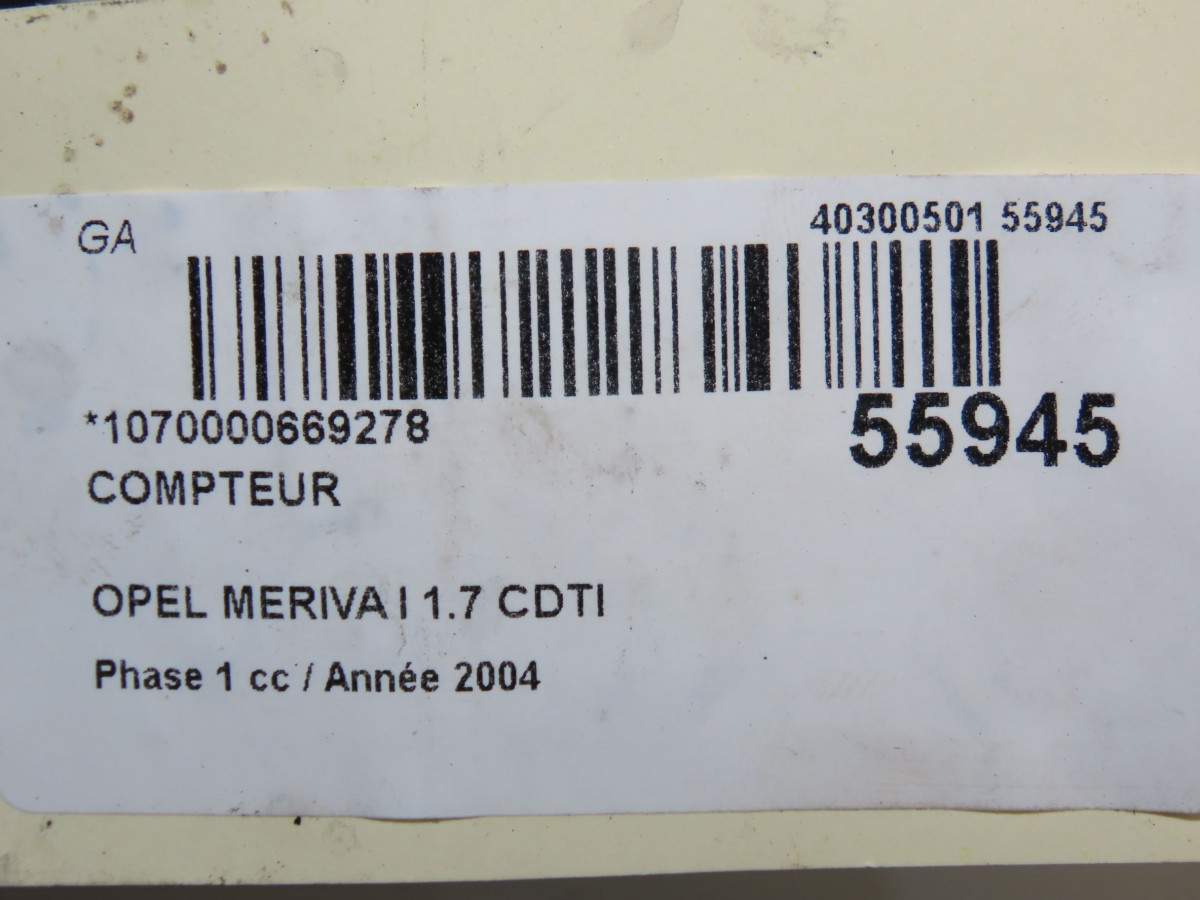 GA
40300501 55945
*1070000669278
55945
COMPTEUR
OPEL MERIVA I 1.7 CDTI
Phase 1 cc / Année 2004